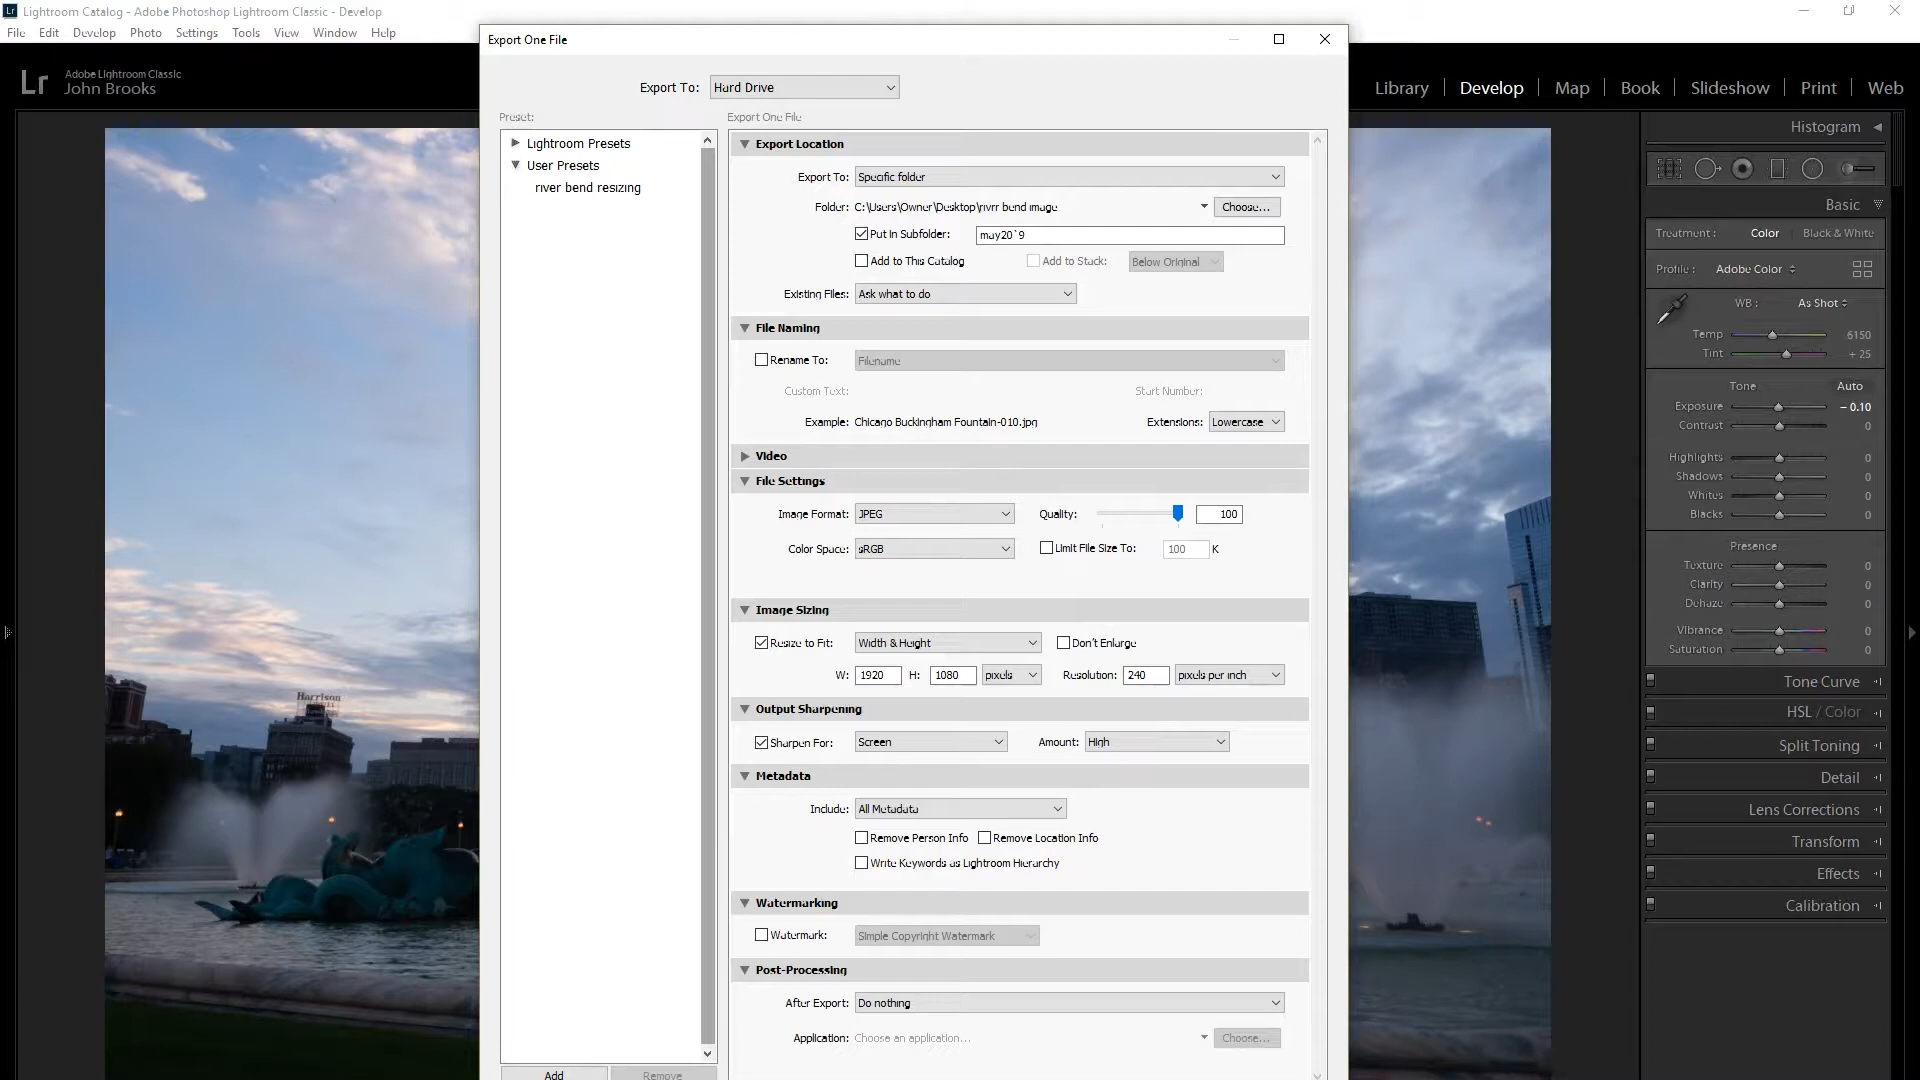 Lr Lightroom Catalog - Adobe Photoshop Lightroom Classic - Develop
File Edit Develop Photo Settings Tools View Window Help
Export One File
Lr Adobe Lightroom Classic
John Brooks
Library Develop Map Book Slideshow Print Web
Export To: Hard Drive
Preset:
Lightroom Presets
User Presets
river bend resizing
Export One File
Export Location
Export To: Specific folder
Folder: C:\Users\Owner\Desktop\rivrr bend image Choose...
Put in Subfolder: may20`9
Add to This Catalog Add to Stack: Below Original
Existing Files: Ask what to do
File Naming
Rename To: Filename
Custom Text: Start Number:
Example: Chicago Buckingham Fountain-010.jpg Extensions: Lowercase
Video
File Settings
Image Format: JPEG Quality: 100
Color Space: sRGB Limit File Size To: 100 K
Image Sizing
Resize to Fit: Width & Height Don't Enlarge
W: 1920 H: 1080 pixels Resolution: 240 pixels per inch
Output Sharpening
Sharpen For: Screen Amount: High
Metadata
Include: All Metadata
Remove Person Info Remove Location Info
Write Keywords as Lightroom Hierarchy
Watermarking
Watermark: Simple Copyright Watermark
Post-Processing
After Export: Do nothing
Application: Choose an application... Choose...
Add Remove
Harrison
Histogram
Basic
Treatment : Color Black & White
Profile : Adobe Color
WB : As Shot
Temp 6150
Tint + 25
Tone Auto
Exposure – 0.10
Contrast 0
Highlights 0
Shadows 0
Whites 0
Blacks 0
Presence
Texture 0
Clarity 0
Dehaze 0
Vibrance 0
Saturation 0
Tone Curve
HSL / Color
Split Toning
Detail
Lens Corrections
Transform
Effects
Calibration